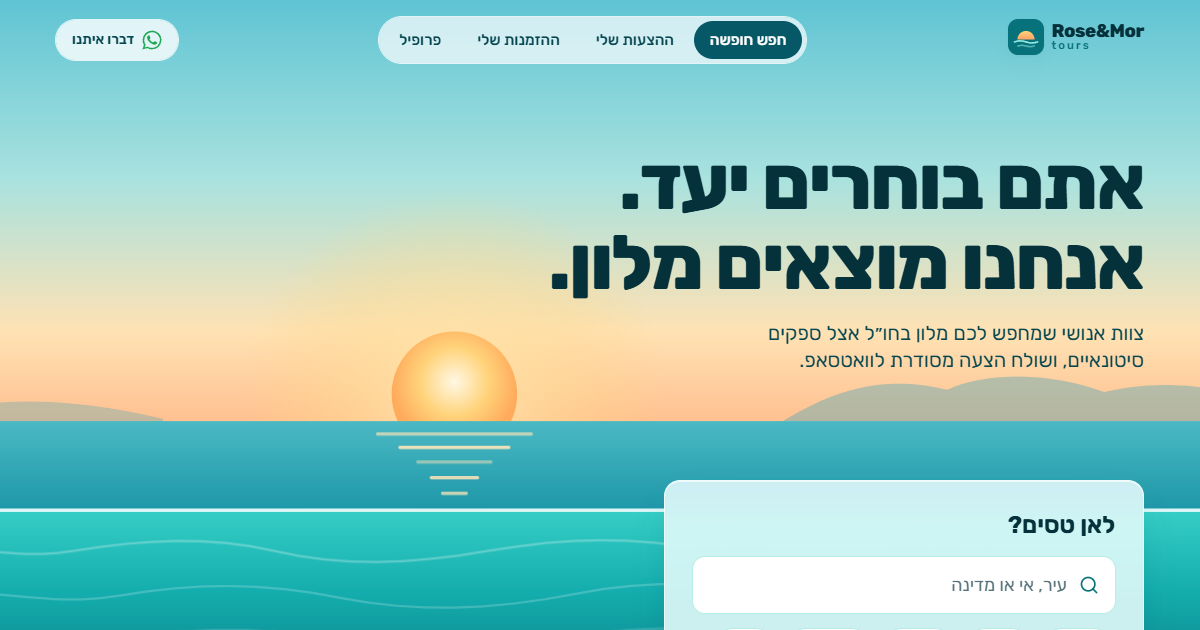 Rose&Mor
tours
חפש חופשה
ההצעות שלי
ההזמנות שלי
פרופיל
דברו איתנו
אתם בוחרים יעד.
אנחנו מוצאים מלון.
צוות אנושי שמחפש לכם מלון בחו״ל אצל ספקים
סיטונאיים, ושולח הצעה מסודרת לוואטסאפ.
לאן טסים?
עיר, אי או מדינה